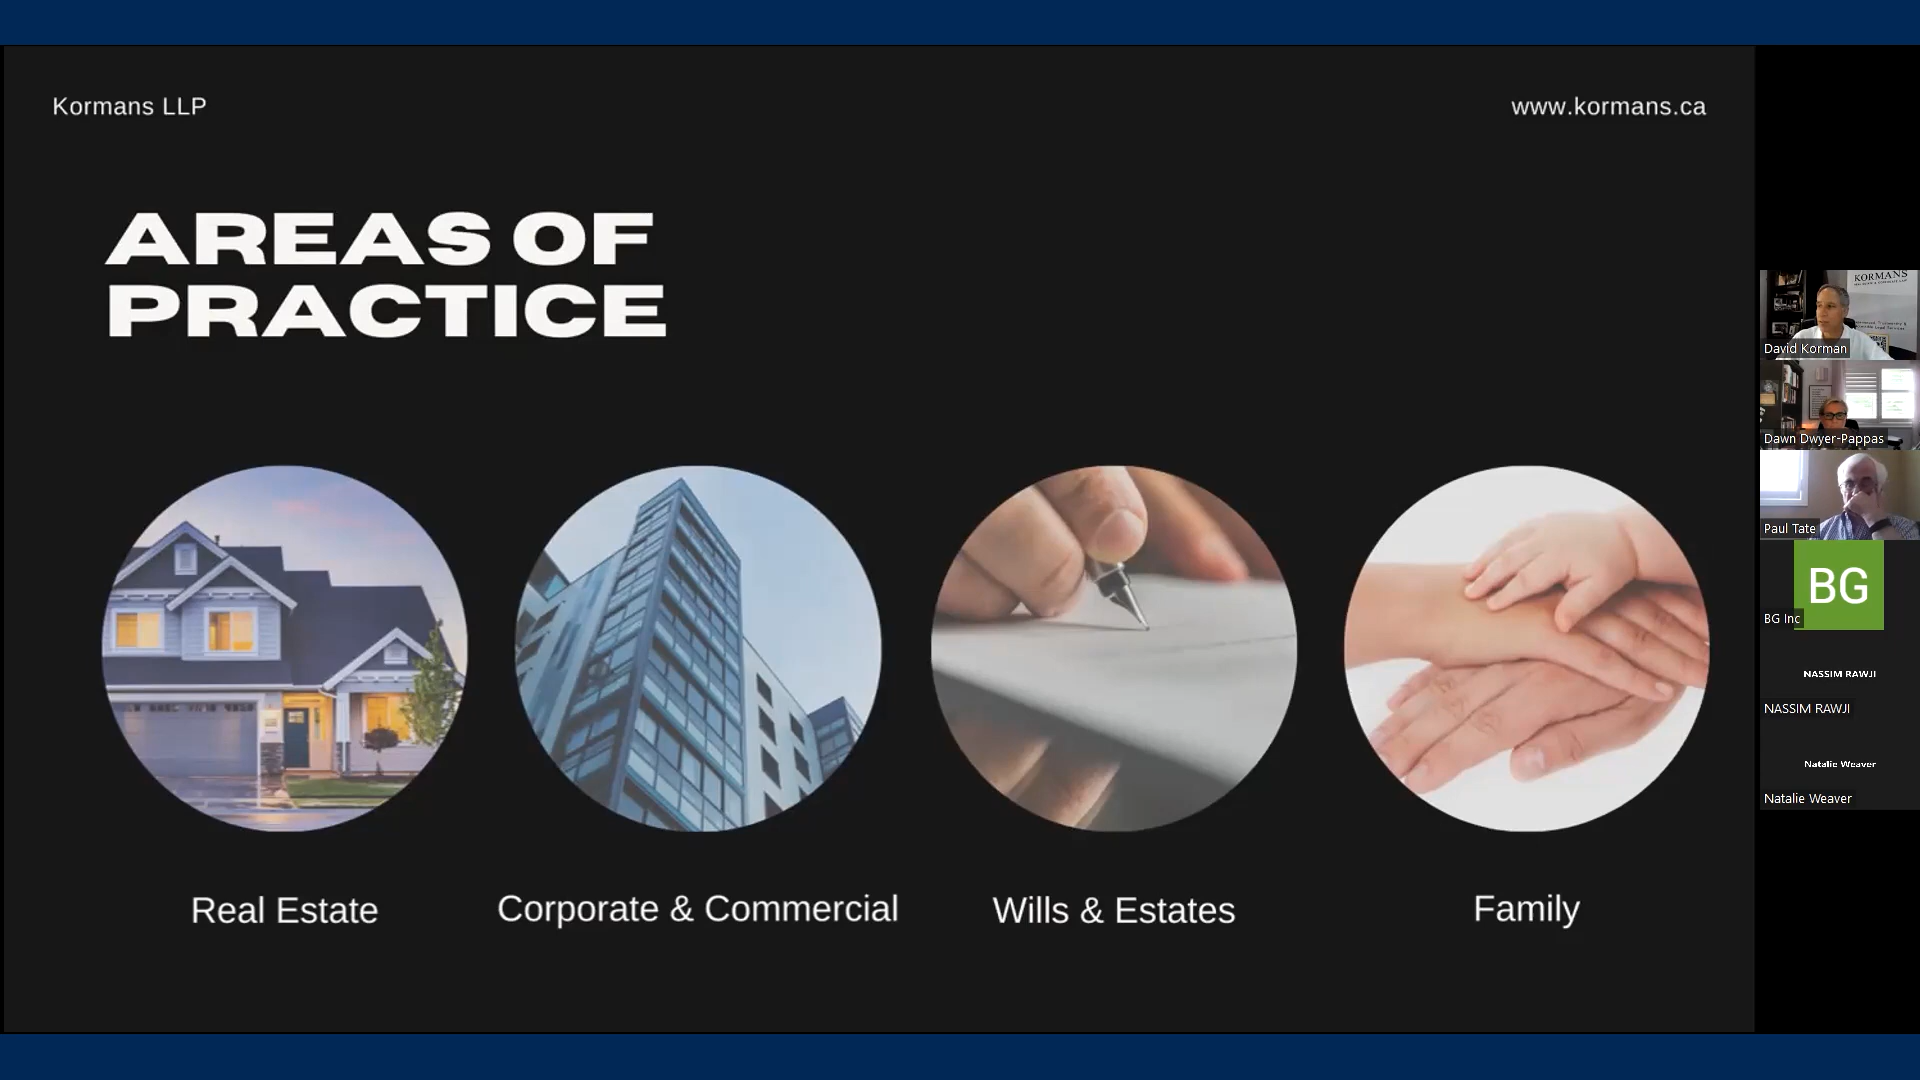 Kormans LLP
www.kormans.ca
AREAS OF
PRACTICE
Real Estate
Corporate & Commercial
Wills & Estates
Family
KORMANS
David Korman
Dawn Dwyer-Pappas
Paul Tate
BG
BG Inc
NASSIM RAWJI
NASSIM RAWJI
Natalie Weaver
Natalie Weaver